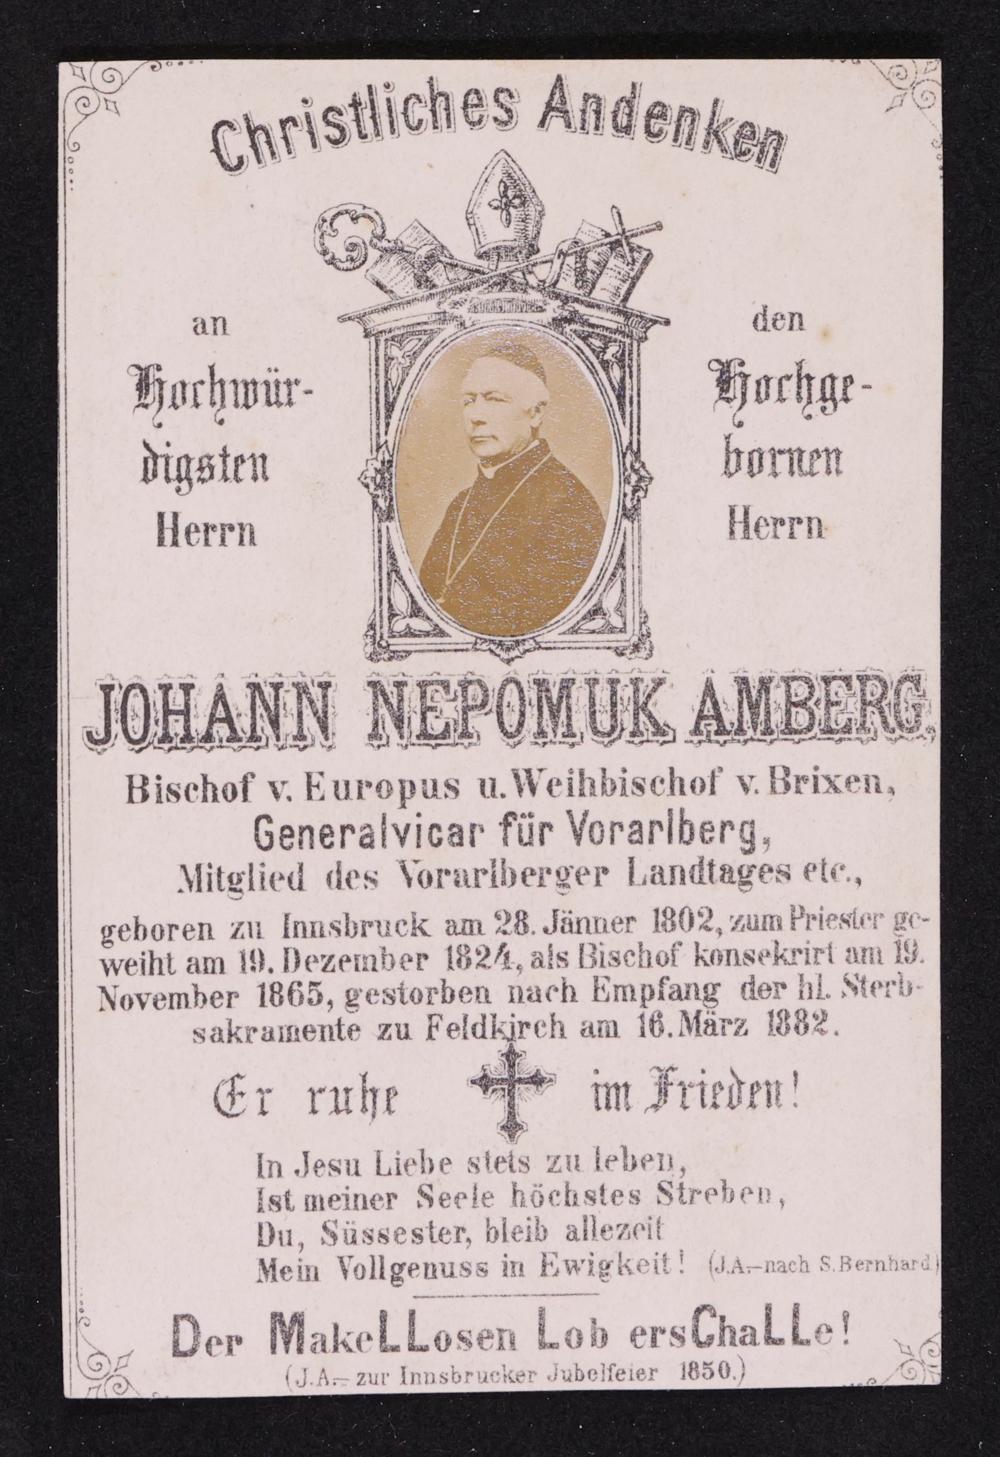 Christliches Andenken
an
Hochwür-
digsten
Herrn
den
Hochge-
bornen
Herrn
JOHANN NEPOMUK AMBERG,
Bischof v. Europus u. Weihbischof v. Brixen,
Generalvicar für Vorarlberg,
Mitglied des Vorarlberger Landtages etc.,
geboren zu Innsbruck am 28. Jänner 1802, zum Priester ge-
weiht am 19. Dezember 1824, als Bischof konsekrirt am 19.
November 1865, gestorben nach Empfang der hl. Sterb-
sakramente zu Feldkirch am 16. März 1882.
Er ruhe im Frieden!
In Jesu Liebe stets zu leben,
Ist meiner Seele höchstes Streben,
Du, Süssester, bleib allezeit
Mein Vollgenuss in Ewigkeit! (J.A.–nach S. Bernhard.)
Der MakeLLosen Lob ersChaLLe!
(J.A.– zur Innsbrucker Jubelfeier 1850.)